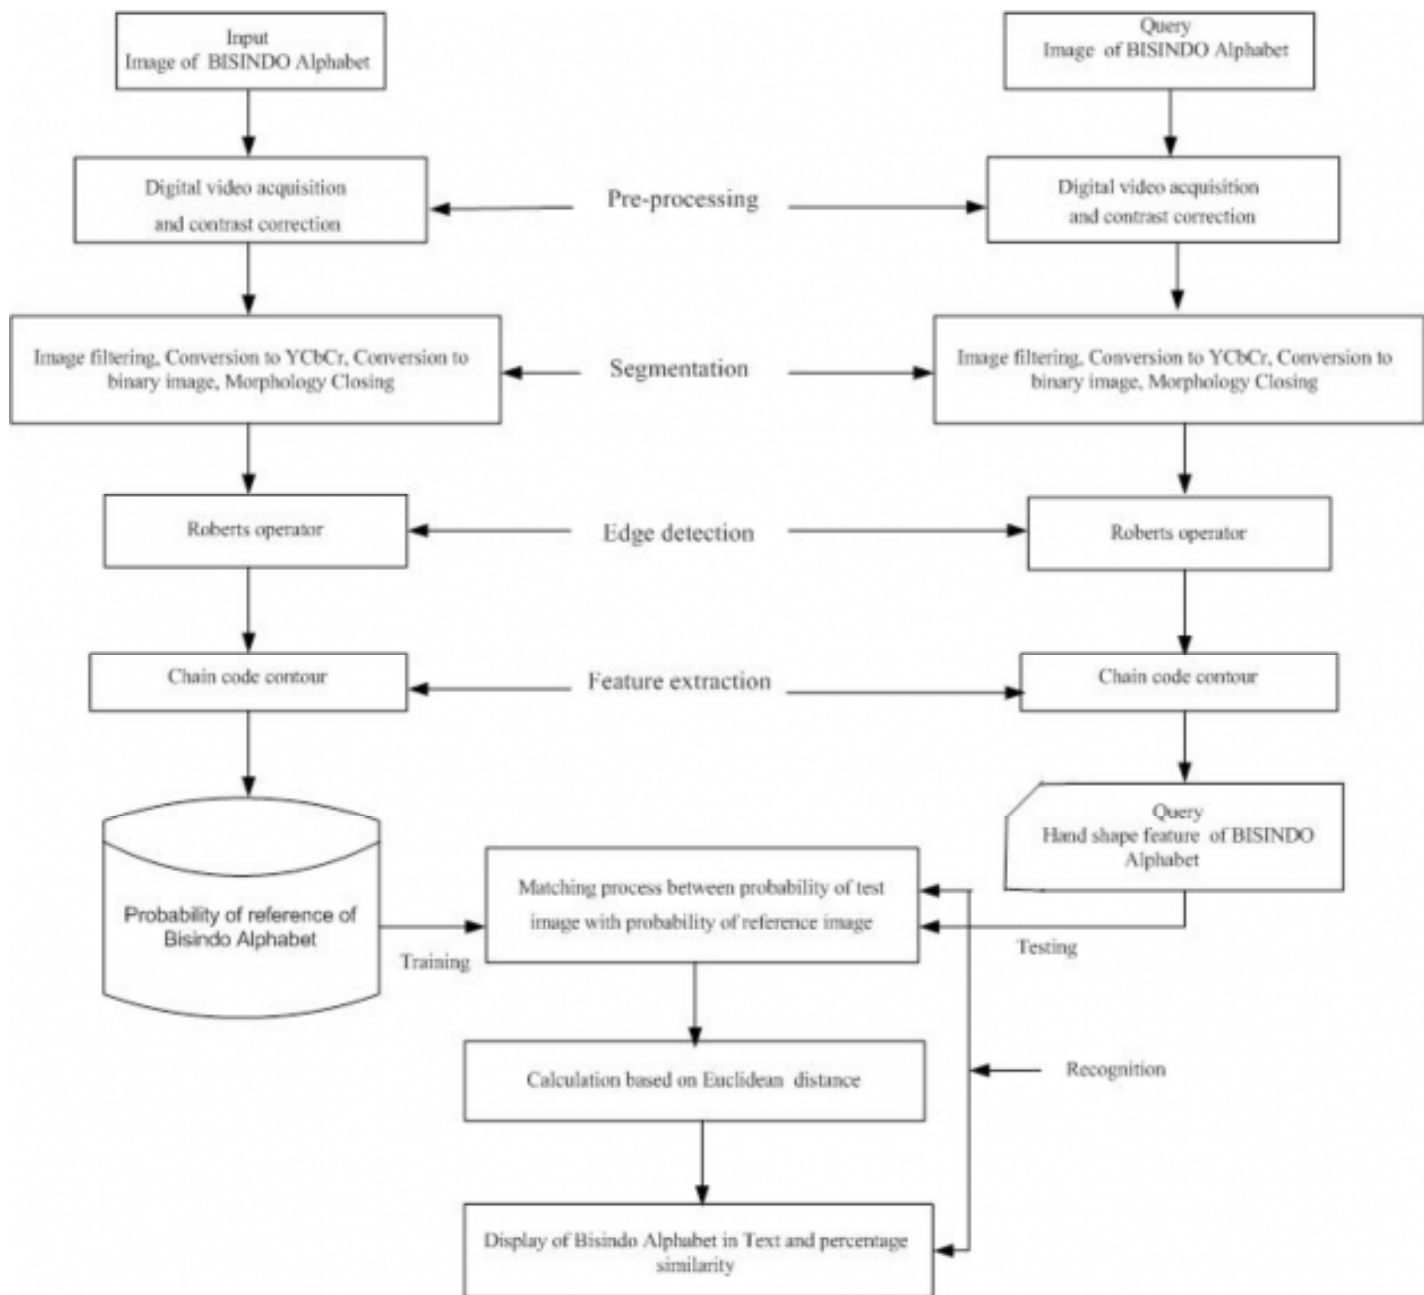 Input
Image of BISINDO Alphabet
Query
Image of BISINDO Alphabet
Digital video acquisition
and contrast correction
Pre-processing
Digital video acquisition
and contrast correction
Image filtering, Conversion to YCbCr, Conversion to
binary image, Morphology Closing
Segmentation
Image filtering, Conversion to YCbCr, Conversion to
binary image, Morphology Closing
Roberts operator
Edge detection
Roberts operator
Chain code contour
Feature extraction
Chain code contour
Query
Hand shape feature of BISINDO
Alphabet
Probability of reference of
Bisindo Alphabet
Training
Matching process between probability of test
image with probability of reference image
Testing
Calculation based on Euclidean distance
Recognition
Display of Bisindo Alphabet in Text and percentage
similarity